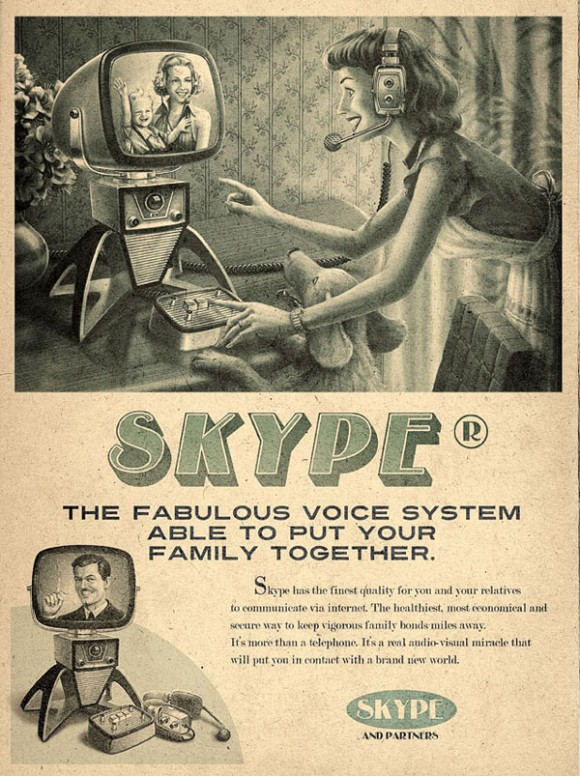 SKYPE®
THE FABULOUS VOICE SYSTEM
ABLE TO PUT YOUR
FAMILY TOGETHER.
Skype has the finest quality for you and your relatives
to communicate via internet. The healthiest, most economical and
secure way to keep vigorous family bonds miles away.
It's more than a telephone. It's a real audio-visual miracle that
will put you in contact with a brand new world.
SKYPE
AND PARTNERS